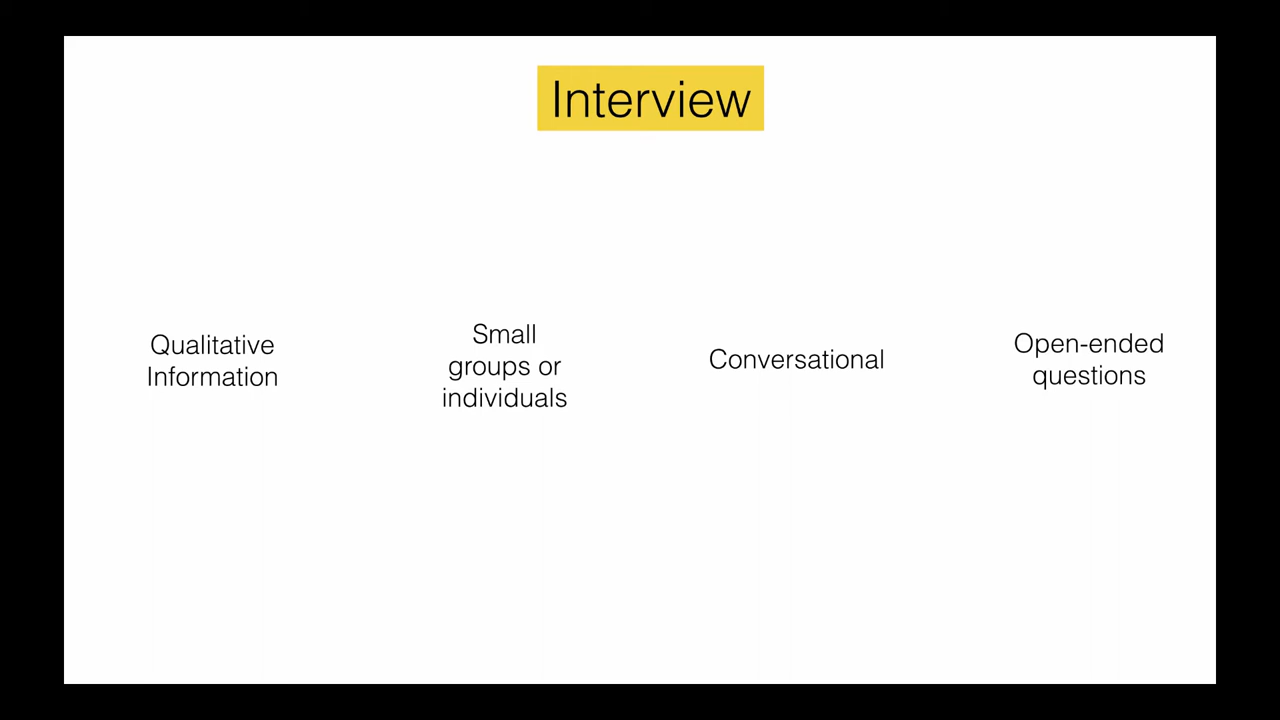 Interview
Qualitative
Information
Small
groups or
individuals
Conversational
Open-ended
questions